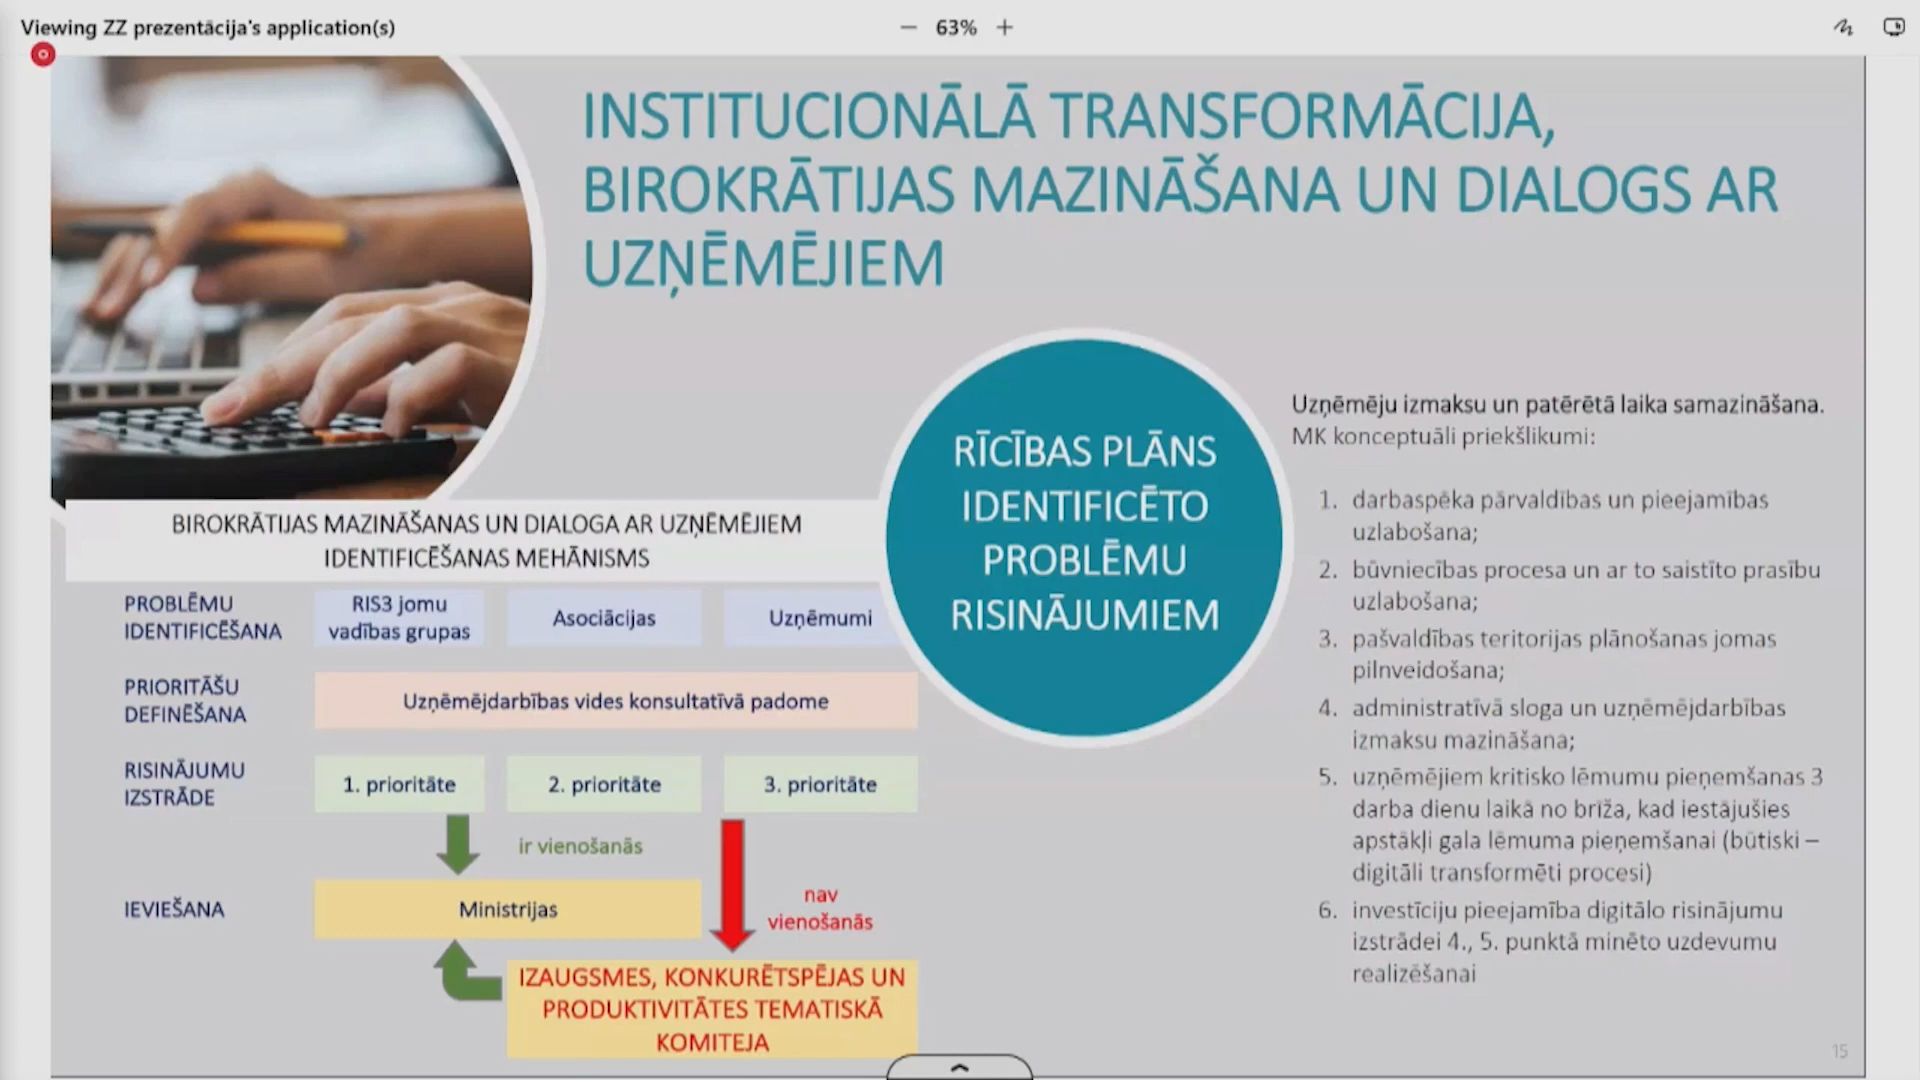 Viewing ZZ prezentācija's application(s)
63%
INSTITUCIONĀLĀ TRANSFORMĀCIJA,
BIROKRĀTIJAS MAZINĀŠANA UN DIALOGS AR
UZŅĒMĒJIEM
BIROKRĀTIJAS MAZINĀŠANAS UN DIALOGA AR UZŅĒMĒJIEM
IDENTIFICĒŠANAS MEHĀNISMS
PROBLĒMU
IDENTIFICĒŠANA
RIS3 jomu
vadības grupas
Asociācijas
Uzņēmumi
PRIORITĀŠU
DEFINĒŠANA
Uzņēmējdarbības vides konsultatīvā padome
RISINĀJUMU
IZSTRĀDE
1. prioritāte
2. prioritāte
3. prioritāte
ir vienošanās
nav
vienošanās
IEVIEŠANA
Ministrijas
IZAUGSMES, KONKURĒTSPĒJAS UN
PRODUKTIVITĀTES TEMATISKĀ
KOMITEJA
RĪCĪBAS PLĀNS
IDENTIFICĒTO
PROBLĒMU
RISINĀJUMIEM
Uzņēmēju izmaksu un patērētā laika samazināšana.
MK konceptuāli priekšlikumi:
1. darbaspēka pārvaldības un pieejamības
uzlabošana;
2. būvniecības procesa un ar to saistīto prasību
uzlabošana;
3. pašvaldības teritorijas plānošanas jomas
pilnveidošana;
4. administratīvā sloga un uzņēmējdarbības
izmaksu mazināšana;
5. uzņēmējiem kritisko lēmumu pieņemšanas 3
darba dienu laikā no brīža, kad iestājušies
apstākļi gala lēmuma pieņemšanai (būtiski –
digitāli transformēti procesi)
6. investīciju pieejamība digitālo risinājumu
izstrādei 4., 5. punktā minēto uzdevumu
realizēšanai
15